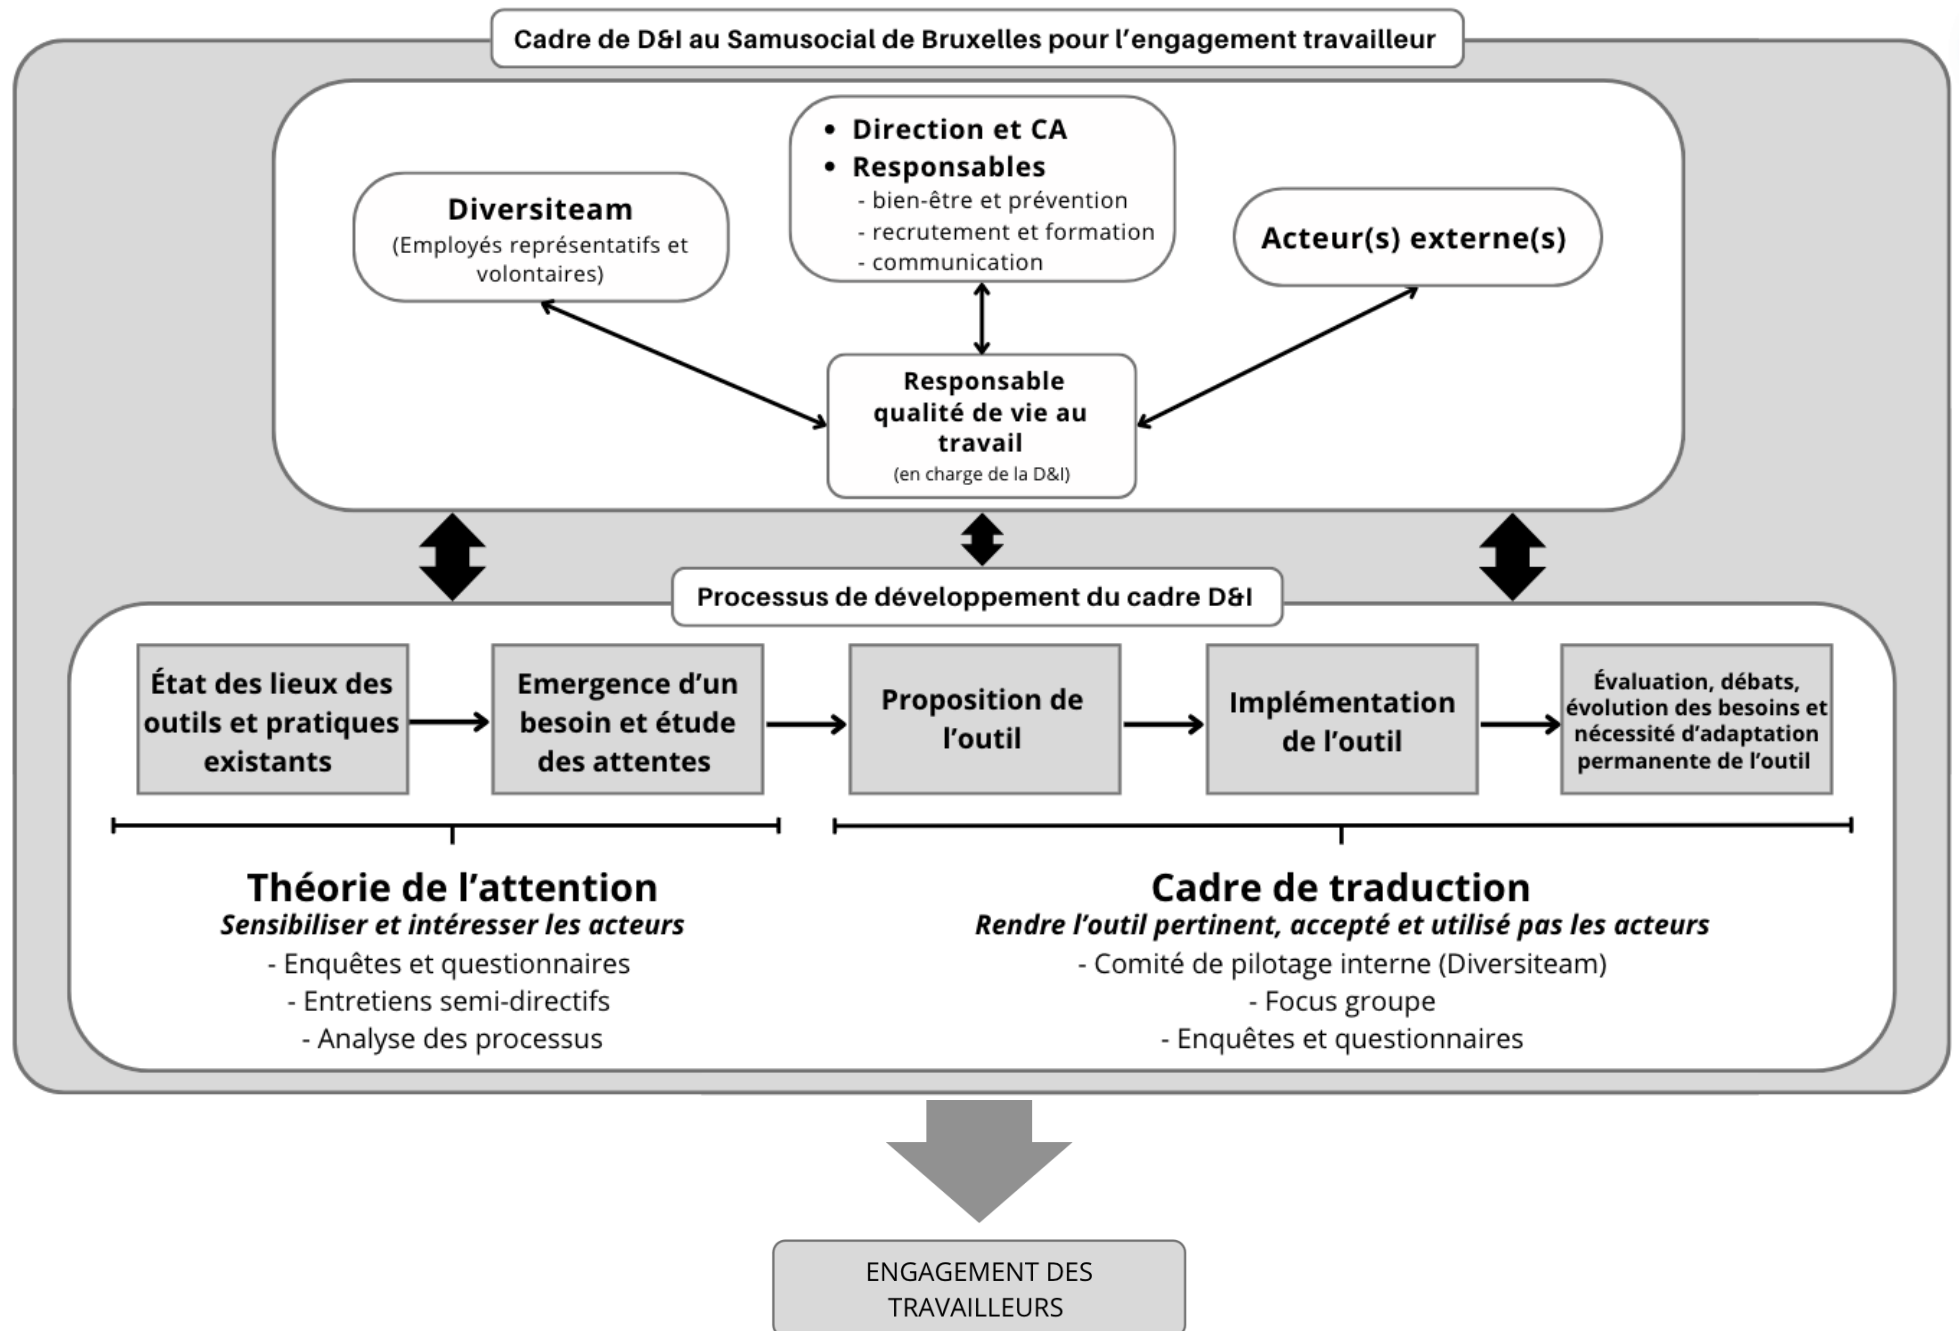 Cadre de D&I au Samusocial de Bruxelles pour l'engagement travailleur
• Direction et CA
• Responsables
- bien-être et prévention
- recrutement et formation
- communication
Diversiteam
(Employés représentatifs et
volontaires)
Acteur(s) externe(s)
Responsable
qualité de vie au
travail
(en charge de la D&I)
Processus de développement du cadre D&I
État des lieux des
outils et pratiques
existants
Emergence d'un
besoin et étude
des attentes
Proposition de
l'outil
Implémentation
de l'outil
Évaluation, débats,
évolution des besoins et
nécessité d'adaptation
permanente de l'outil
Théorie de l'attention
Sensibiliser et intéresser les acteurs
- Enquêtes et questionnaires
- Entretiens semi-directifs
- Analyse des processus
Cadre de traduction
Rendre l'outil pertinent, accepté et utilisé pas les acteurs
- Comité de pilotage interne (Diversiteam)
- Focus groupe
- Enquêtes et questionnaires
ENGAGEMENT DES
TRAVAILLEURS